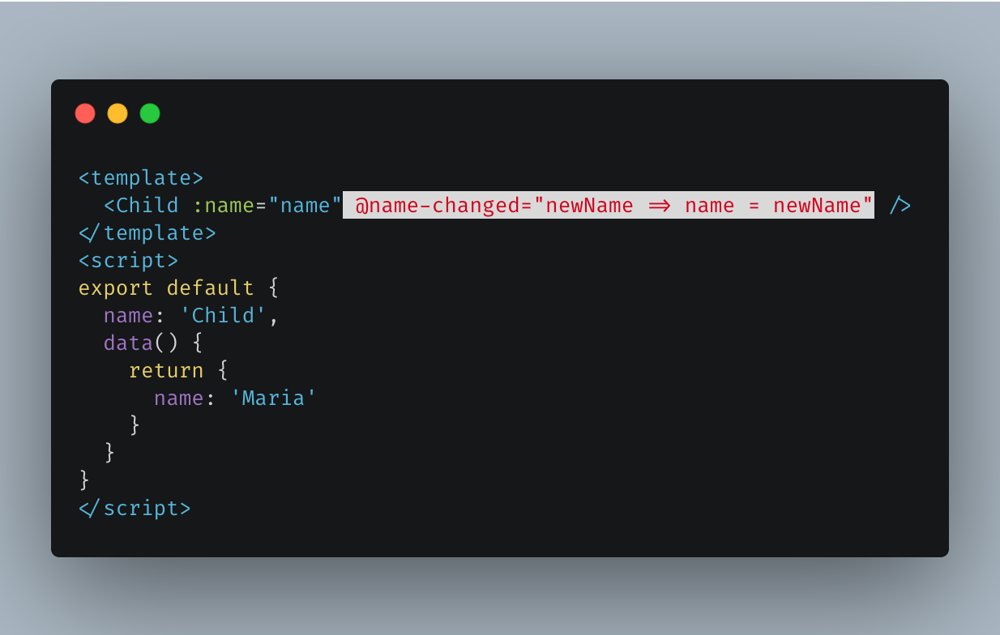 <template>
  <Child :name="name" @name-changed="newName => name = newName" />
</template>
<script>
export default {
  name: 'Child',
  data() {
    return {
      name: 'Maria'
    }
  }
}
</script>